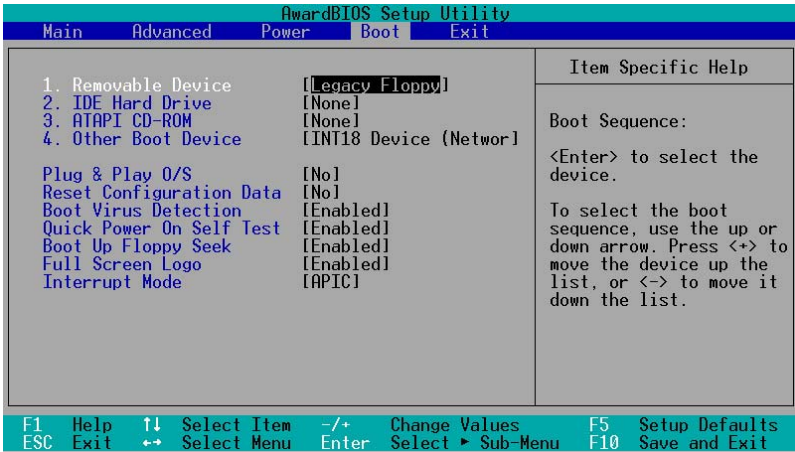 AwardBIOS Setup Utility
Main Advanced Power Boot Exit
1. Removable Device [Legacy Floppy]
2. IDE Hard Drive [None]
3. ATAPI CD-ROM [None]
4. Other Boot Device [INT18 Device (Networ]
Plug & Play O/S [No]
Reset Configuration Data [No]
Boot Virus Detection [Enabled]
Quick Power On Self Test [Enabled]
Boot Up Floppy Seek [Enabled]
Full Screen Logo [Enabled]
Interrupt Mode [APIC]
Item Specific Help
Boot Sequence:
<Enter> to select the
device.
To select the boot
sequence, use the up or
down arrow. Press <+> to
move the device up the
list, or <-> to move it
down the list.
F1 Help ↑↓ Select Item -/+ Change Values F5 Setup Defaults
ESC Exit ←→ Select Menu Enter Select ► Sub-Menu F10 Save and Exit